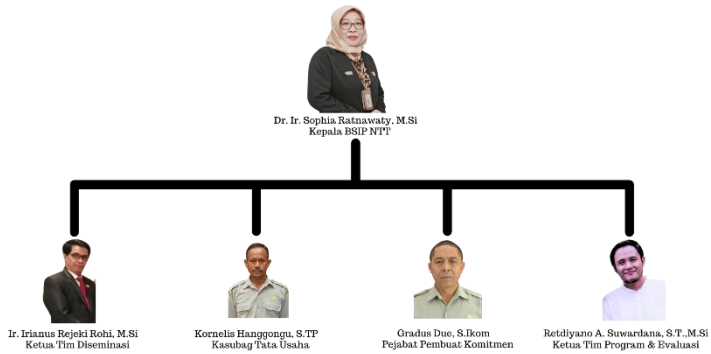 Dr. Ir. Sophia Ratnawaty, M.Si
Kepala BSIP NTT
Ir. Irianus Rejeki Rohi, M.Si
Ketua Tim Diseminasi
Kornelis Hanggongu, S.TP
Kasubag Tata Usaha
Gradus Due, S.Ikom
Pejabat Pembuat Komitmen
Retdiyano A. Suwardana, S.T.,M.Si
Ketua Tim Program & Evaluasi